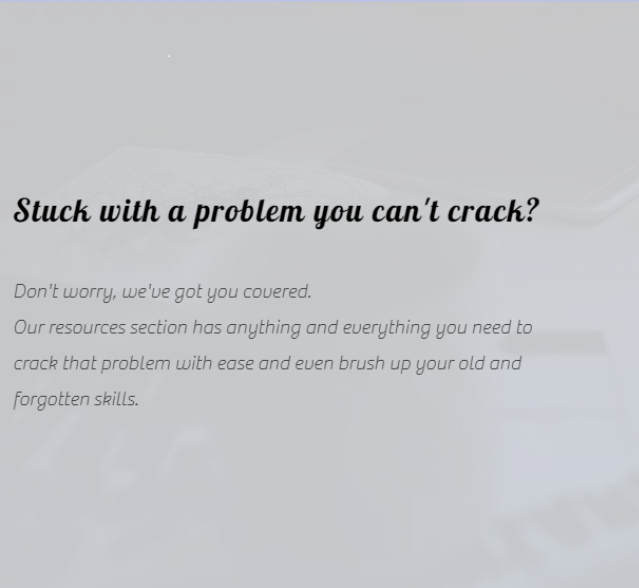 Stuck with a problem you can't crack?
Don't worry, we've got you covered.
Our resources section has anything and everything you need to
crack that problem with ease and even brush up your old and
forgotten skills.